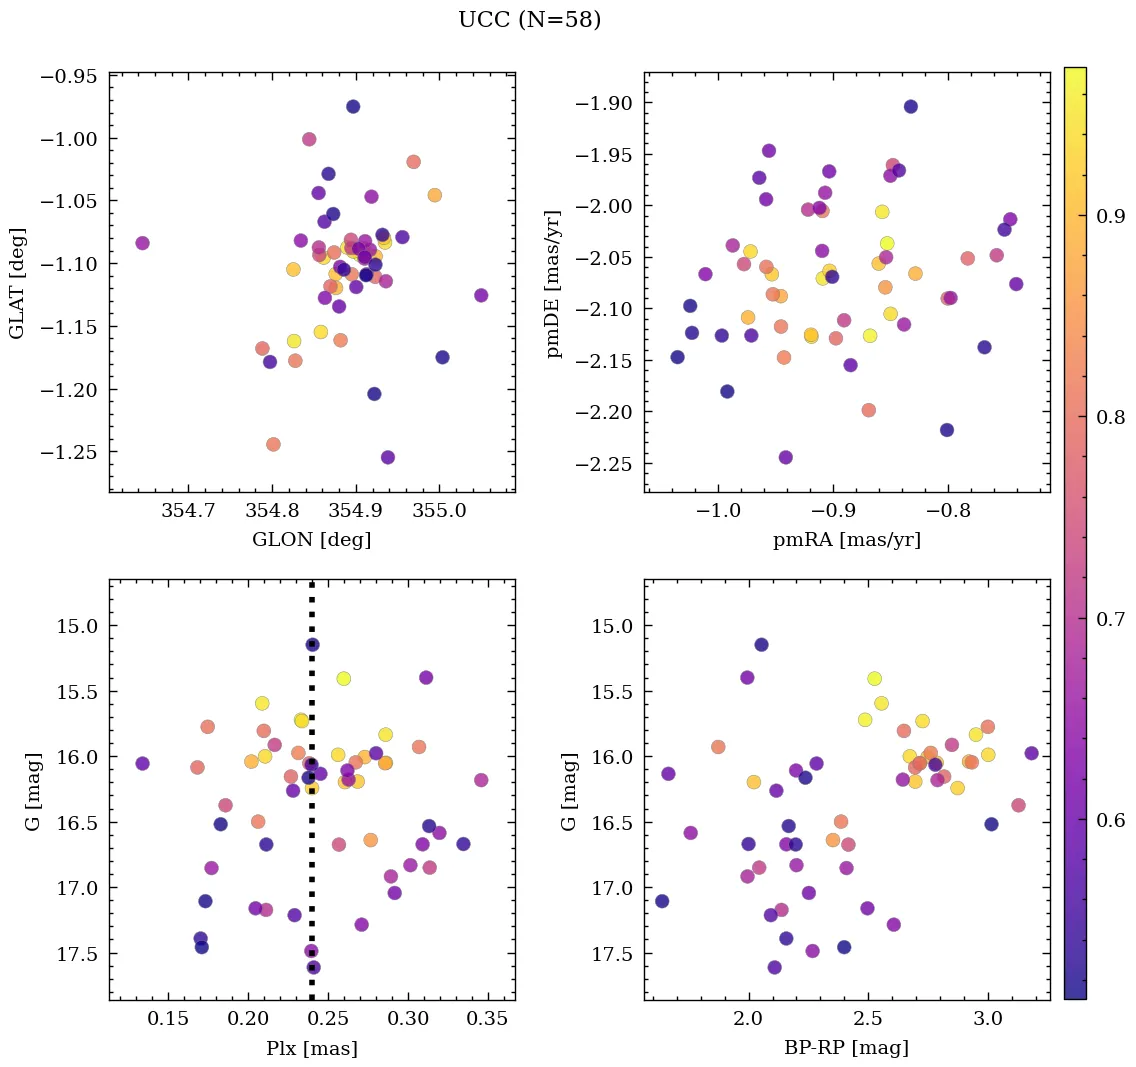 UCC (N=58)
−0.95
−1.00
−1.05
−1.10
−1.15
−1.20
−1.25
GLAT [deg]
354.7 354.8 354.9 355.0
GLON [deg]
−1.90
−1.95
−2.00
−2.05
−2.10
−2.15
−2.20
−2.25
pmDE [mas/yr]
−1.0 −0.9 −0.8
pmRA [mas/yr]
0.9
0.8
0.7
0.6
15.0
15.5
16.0
16.5
17.0
17.5
G [mag]
0.15 0.20 0.25 0.30 0.35
Plx [mas]
15.0
15.5
16.0
16.5
17.0
17.5
G [mag]
2.0 2.5 3.0
BP-RP [mag]